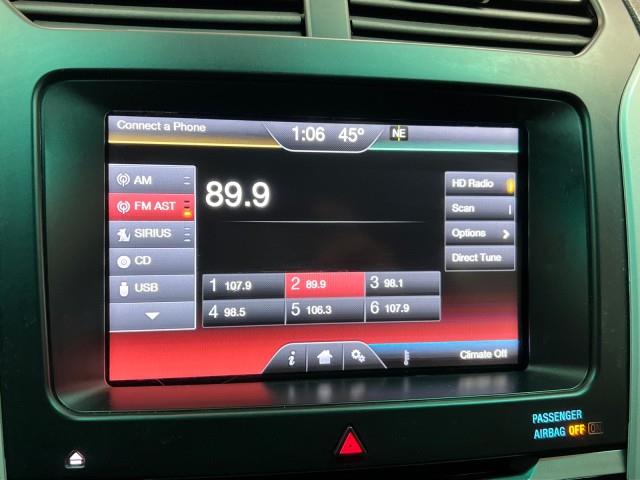 Connect a Phone
1:06 45° NE
AM
FM AST
SIRIUS
CD
USB
89.9
HD Radio
Scan
Options
Direct Tune
1 107.9 2 89.9 3 98.1
4 98.5 5 106.3 6 107.9
i
Climate Off
PASSENGER
AIRBAG OFF ON